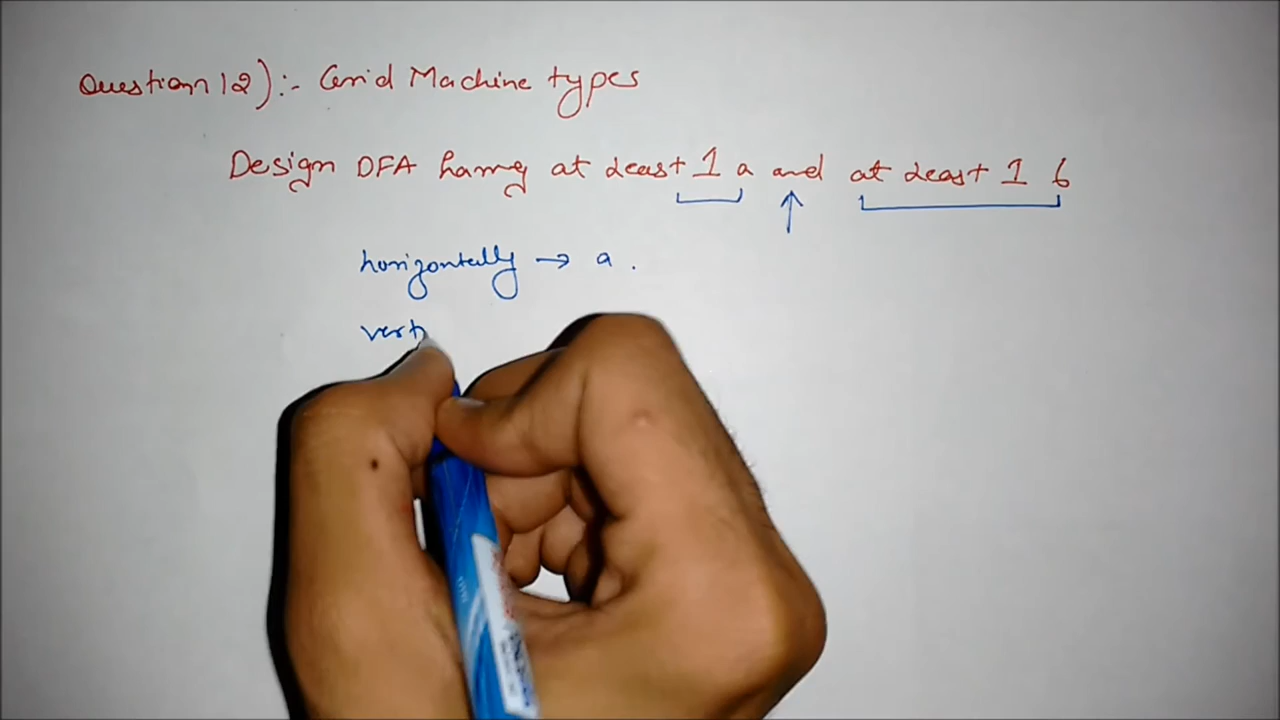 Question 12):- Grid Machine types
Design DFA having at least 1 a and at least 1 b
horizontally → a .
vert